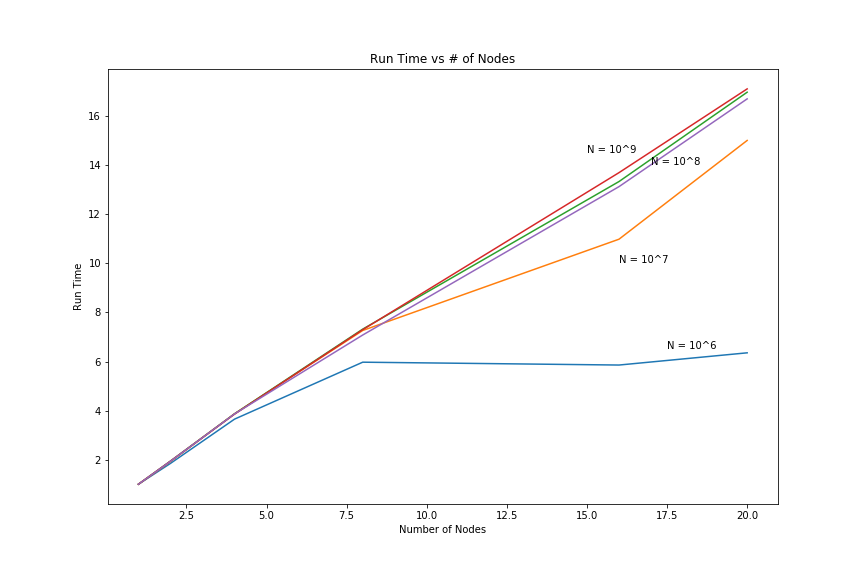 Run Time vs # of Nodes
16
14
12
10
8
6
4
2
Run Time
N = 10^9
N = 10^8
N = 10^7
N = 10^6
2.5 5.0 7.5 10.0 12.5 15.0 17.5 20.0
Number of Nodes